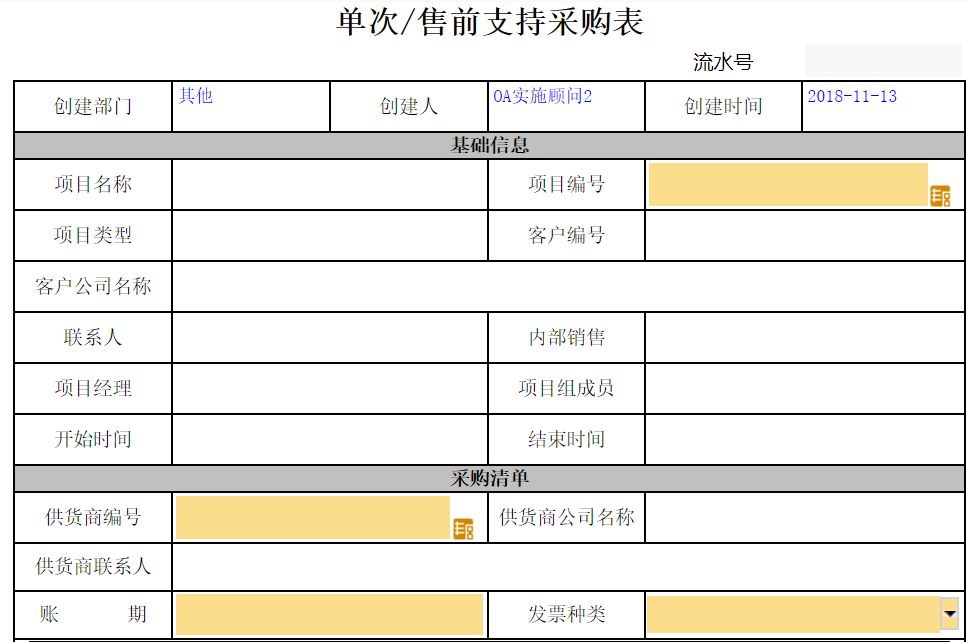 单次/售前支持采购表
流水号
创建部门 其他 创建人 OA实施顾问2 创建时间 2018-11-13
基础信息
项目名称 项目编号
项目类型 客户编号
客户公司名称
联系人 内部销售
项目经理 项目组成员
开始时间 结束时间
采购清单
供货商编号 供货商公司名称
供货商联系人
账 期 发票种类